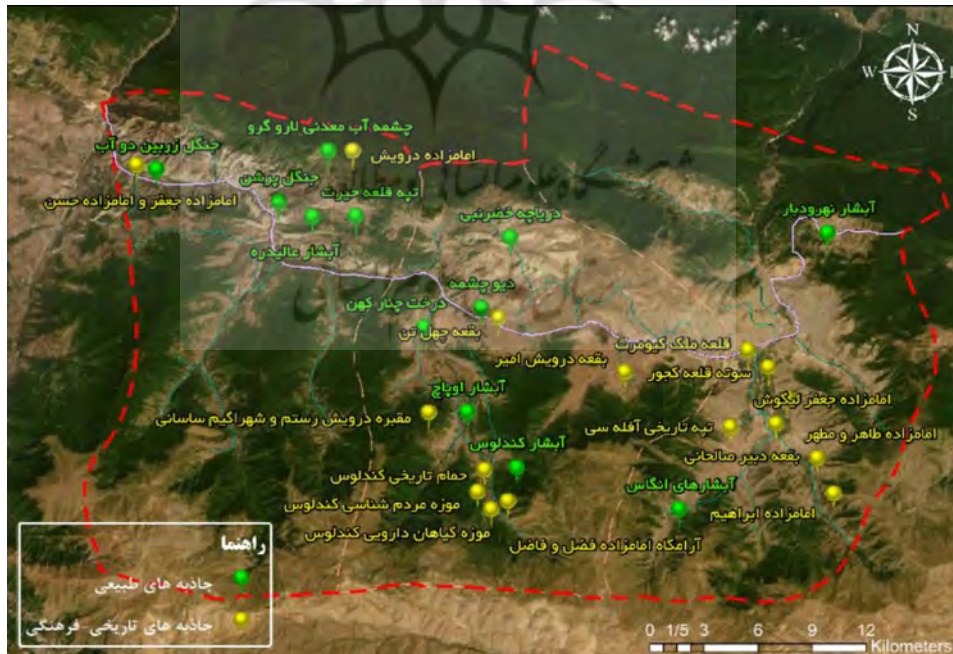 N
W E
S
چشمه آب معدنی لارو گرو
جنگل زربین دو آب
امامزاده درویش
جنگل پرشن
تپه قلعه حیرت
امامزاده جعفر و امامزاده حسن
دریاچه خضرنبی
آبشار نهرودبار
آبشار عالیدره
دیو چشمه
درخت چنار کهن
بقعه چهل تن
قلعه ملک کیومرث
بقعه درویش امیر
سوته قلعه کجور
آبشار اوپاچ
امامزاده جعفر لیگوش
مقبره درویش رستم و شهراگیم ساسانی
تپه تاریخی آفله سی
امامزاده طاهر و مطهر
آبشار کندلوس
بقعه دبیر صالحانی
حمام تاریخی کندلوس
آبشارهای انگاس
موزه مردم شناسی کندلوس
امامزاده ابراهیم
موزه گیاهان دارویی کندلوس
آرامگاه امامزاده فضل و فاضل
راهنما
جاذبه های طبیعی
جاذبه های تاریخی-فرهنگی
0 1/5 3 6 9 12
Kilometers